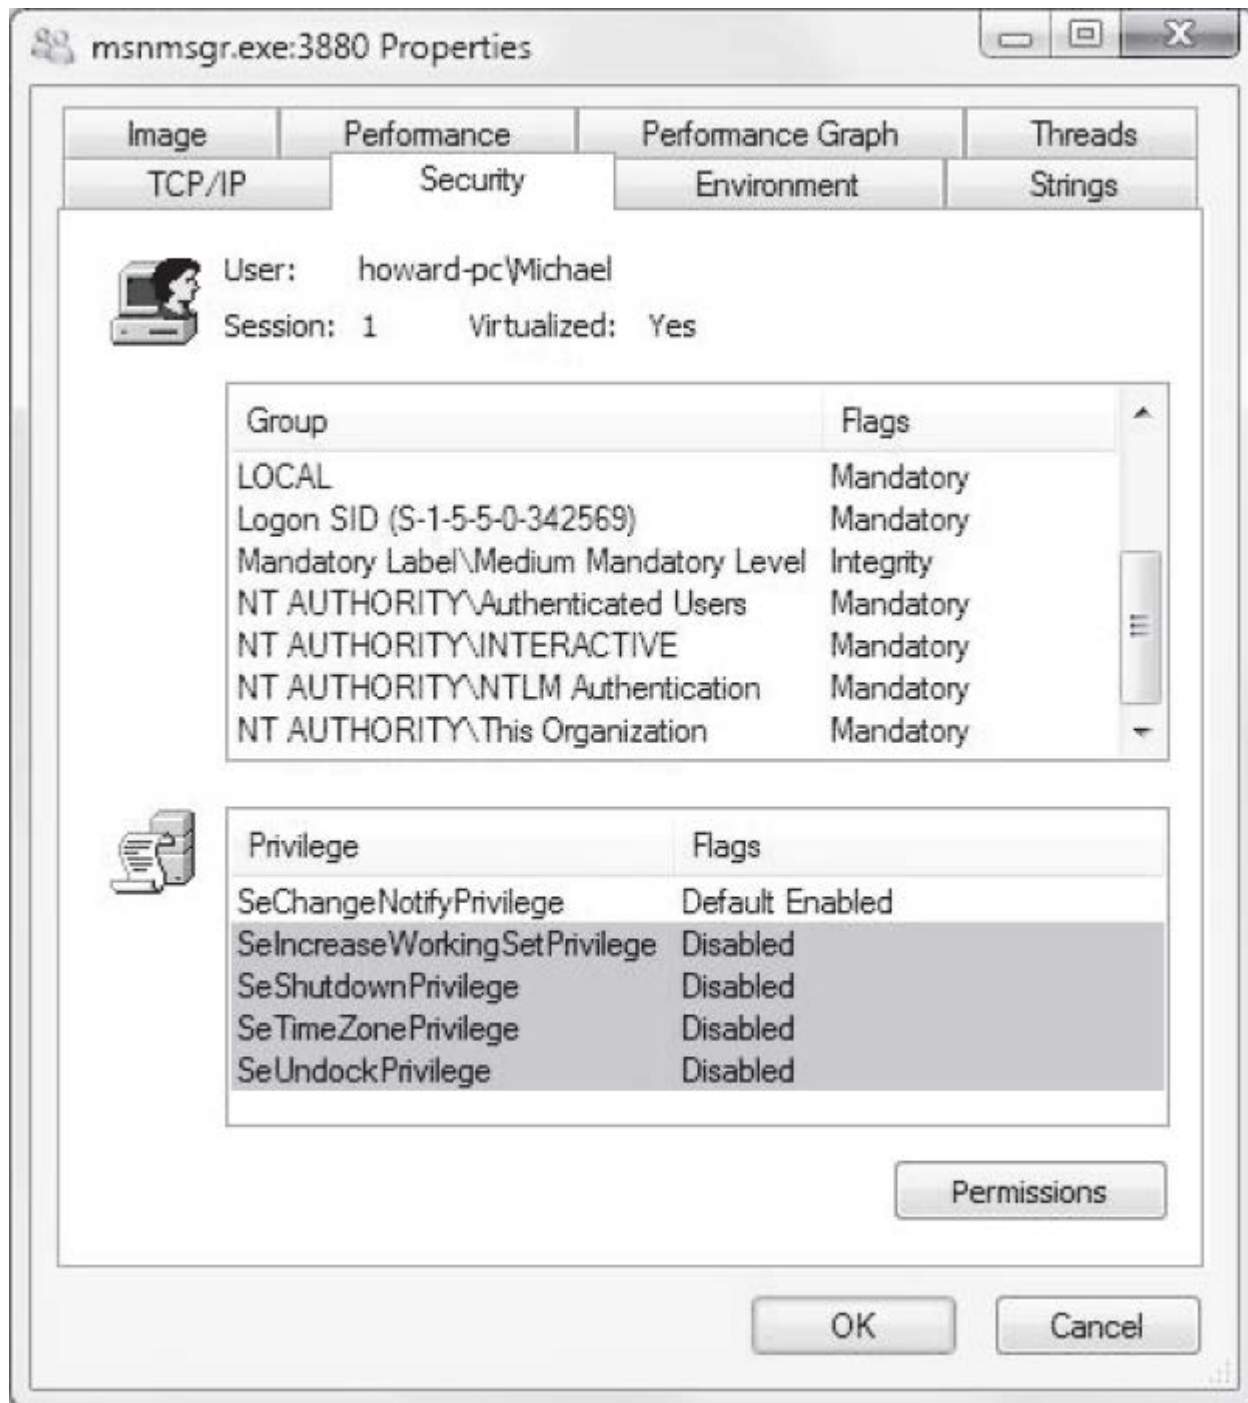 msnmsgr.exe:3880 Properties
Image Performance Performance Graph Threads
TCP/IP Security Environment Strings
User: howard-pc\Michael
Session: 1 Virtualized: Yes
Group Flags
LOCAL Mandatory
Logon SID (S-1-5-5-0-342569) Mandatory
Mandatory Label\Medium Mandatory Level Integrity
NT AUTHORITY\Authenticated Users Mandatory
NT AUTHORITY\INTERACTIVE Mandatory
NT AUTHORITY\NTLM Authentication Mandatory
NT AUTHORITY\This Organization Mandatory
Privilege Flags
SeChangeNotifyPrivilege Default Enabled
SeIncreaseWorkingSetPrivilege Disabled
SeShutdownPrivilege Disabled
SeTimeZonePrivilege Disabled
SeUndockPrivilege Disabled
Permissions
OK Cancel